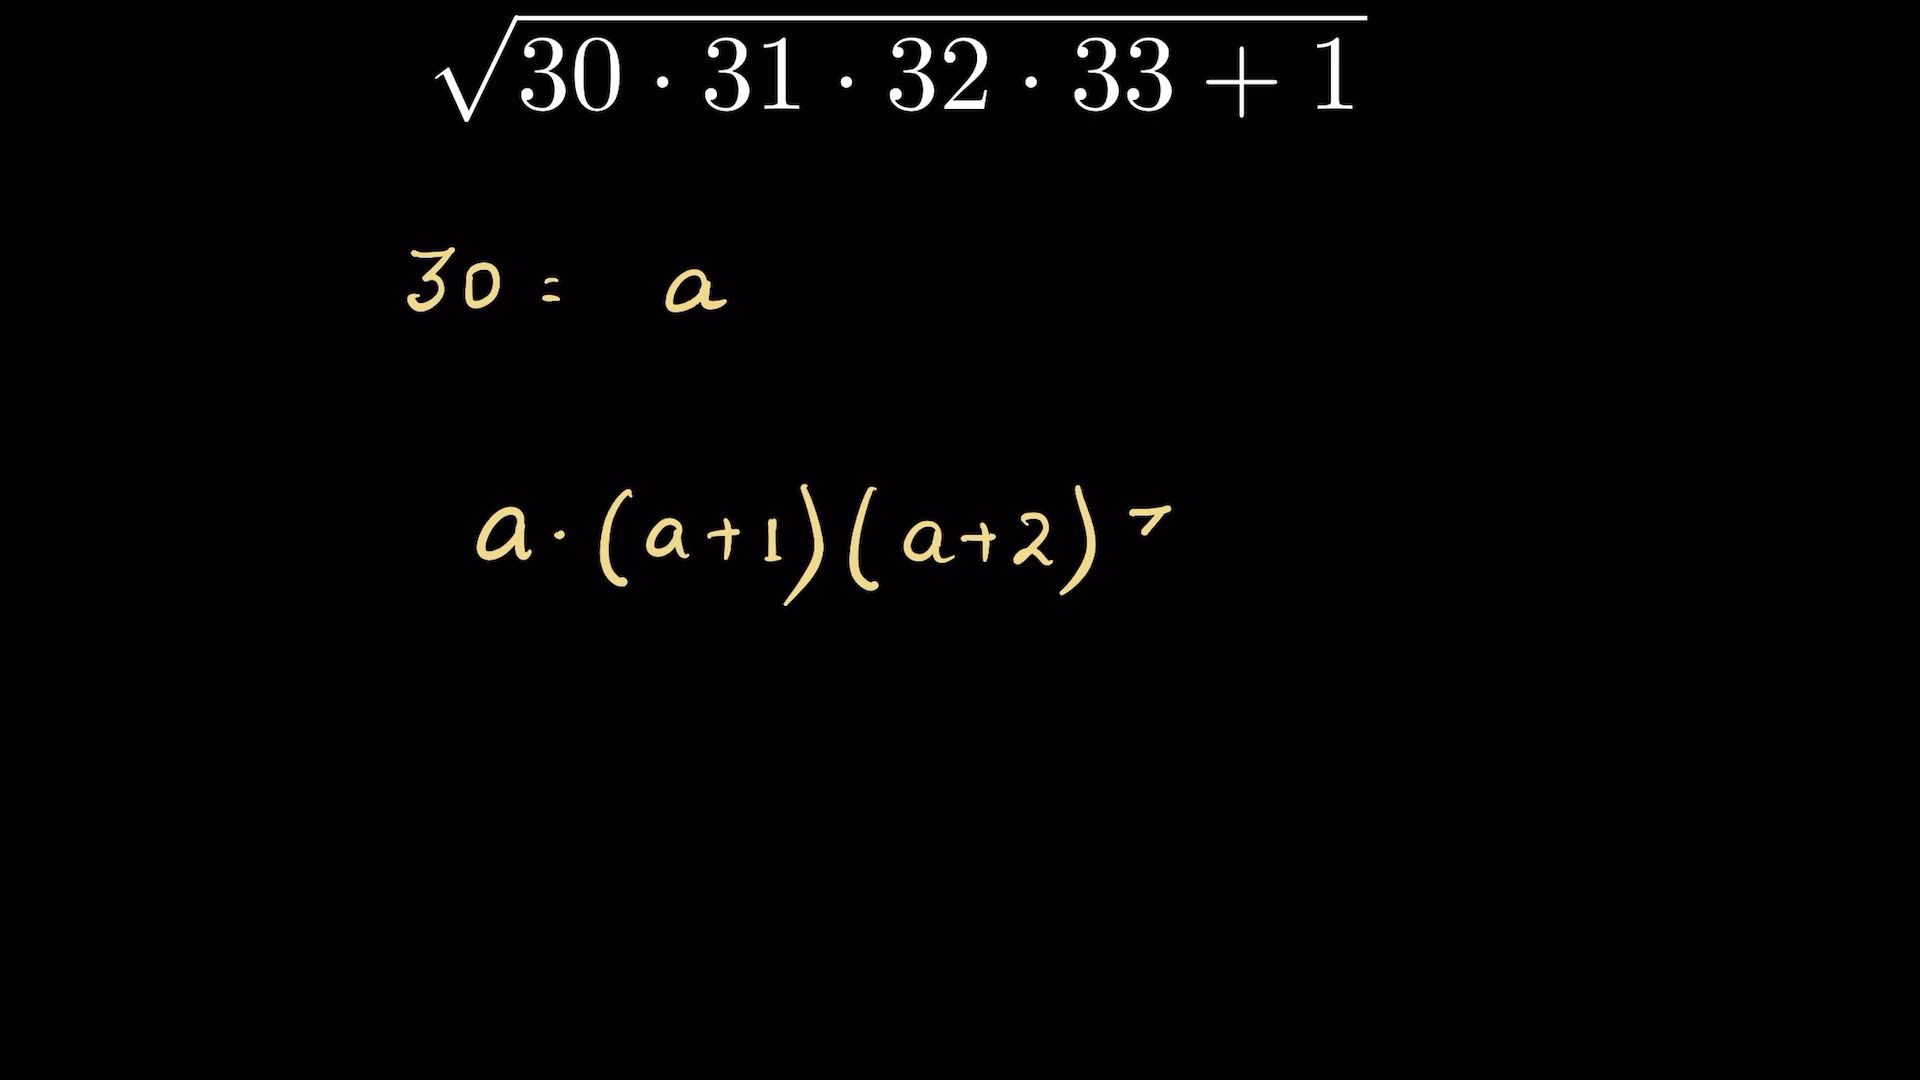 √30 · 31 · 32 · 33 + 1
30 = a
a · (a+1)(a+2)